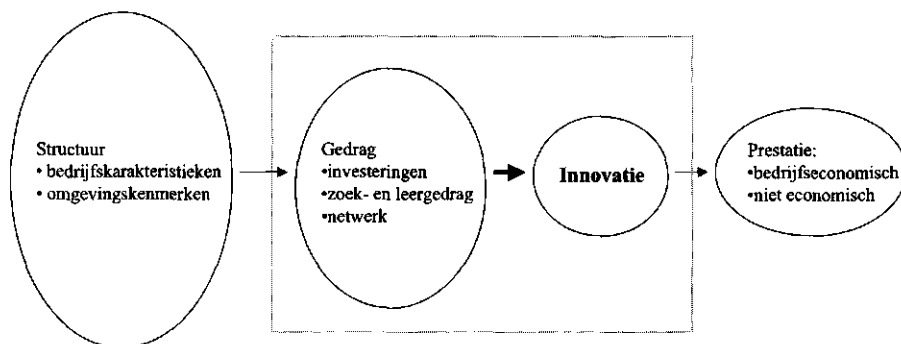 Structuur
• bedrijfskarakteristieken
• omgevingskenmerken
Gedrag
•investeringen
•zoek- en leergedrag
•netwerk
Innovatie
Prestatie:
•bedrijfseconomisch
•niet economisch